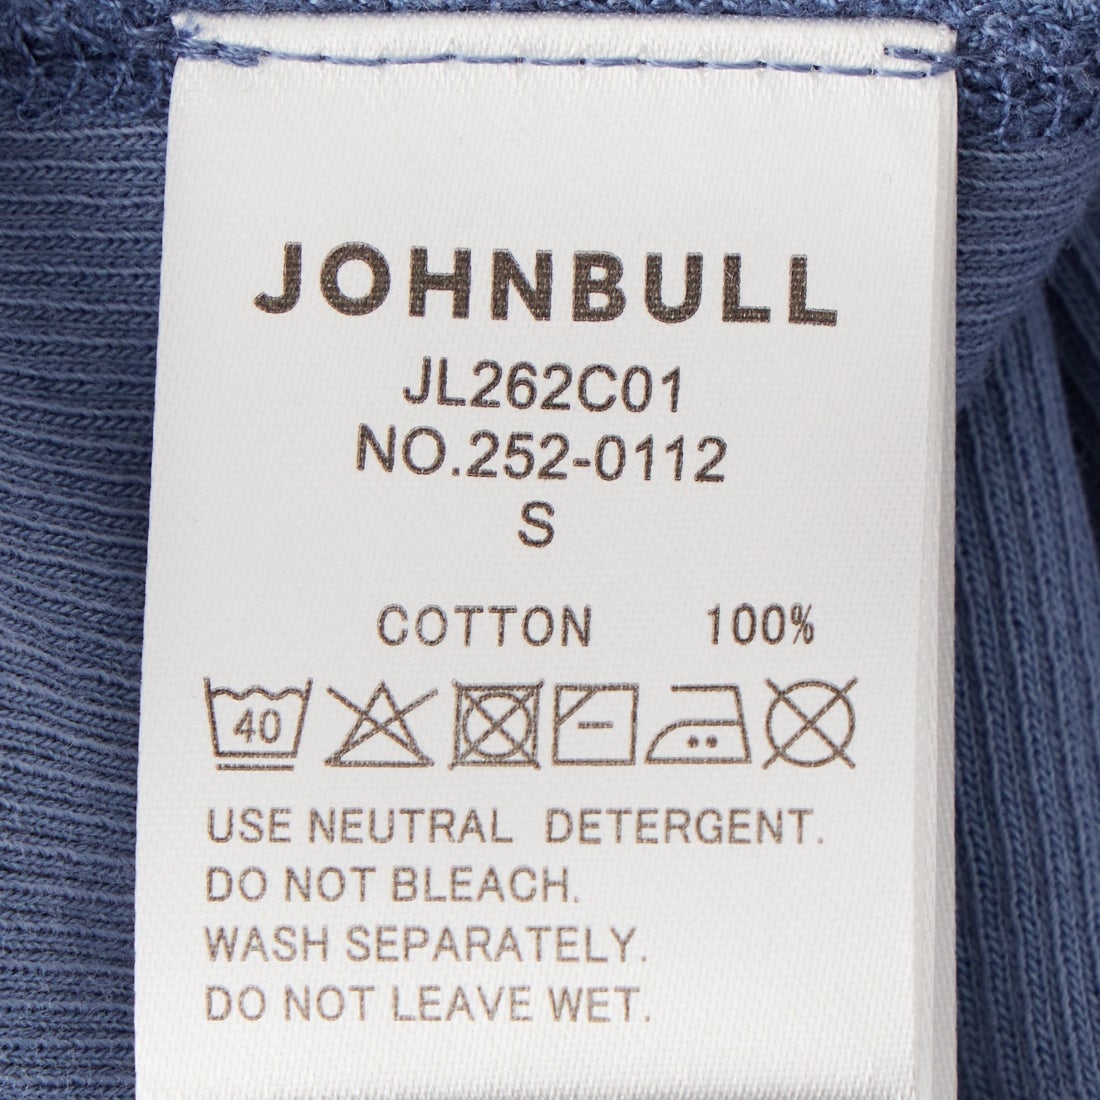 JOHNBULL
JL262C01
NO.252-0112
S
COTTON 100%
40
USE NEUTRAL DETERGENT.
DO NOT BLEACH.
WASH SEPARATELY.
DO NOT LEAVE WET.